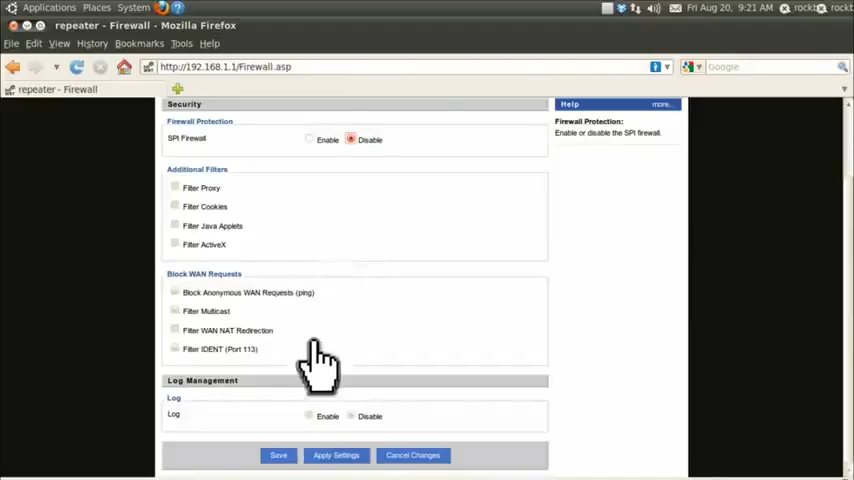 Applications Places System Fri Aug 20, 9:21 AM rockb rockt
repeater - Firewall - Mozilla Firefox
File Edit View History Bookmarks Tools Help
http://192.168.1.1/Firewall.asp Google
repeater - Firewall
Security
Help more...
Firewall Protection
Firewall Protection:
Enable or disable the SPI firewall.
SPI Firewall Enable Disable
Additional Filters
Filter Proxy
Filter Cookies
Filter Java Applets
Filter ActiveX
Block WAN Requests
Block Anonymous WAN Requests (ping)
Filter Multicast
Filter WAN NAT Redirection
Filter IDENT (Port 113)
Log Management
Log
Log Enable Disable
Save Apply Settings Cancel Changes